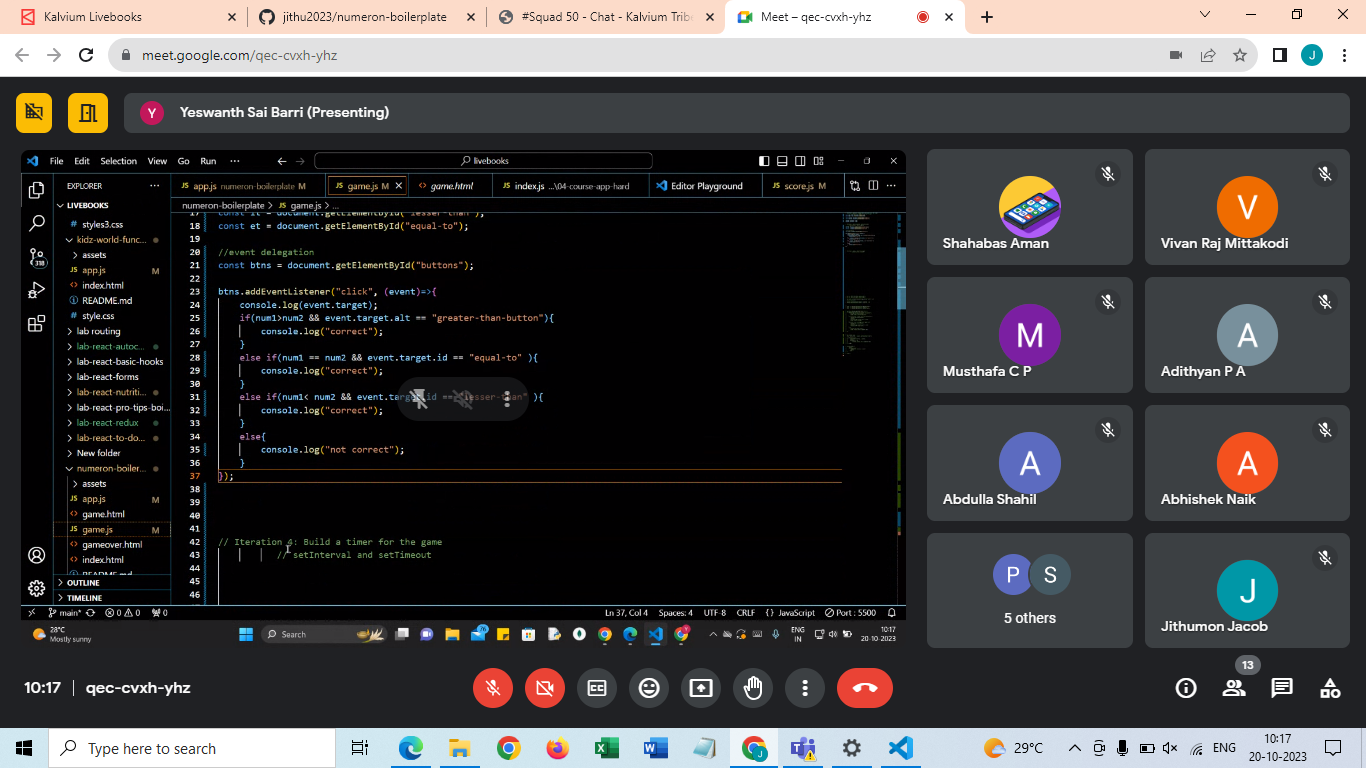 Kalvium Livebooks
jithu2023/numeron-boilerplate
#Squad 50 - Chat - Kalvium Trib
Meet – qec-cvxh-yhz
meet.google.com/qec-cvxh-yhz
J
Y
Yeswanth Sai Barri (Presenting)
File Edit Selection View Go Run ···
livebooks
EXPLORER
JS app.js numeron-boilerplate M
JS game.js M
<> game.html
JS index.js ...\04-course-app-hard
Editor Playground
JS score.js M
LIVEBOOKS
numeron-boilerplate > JS game.js > ...
# styles3.css
kidz-world-func...
assets
JS app.js M
<> index.html
README.md
# style.css
lab routing
lab-react-autoc...
lab-react-basic-hooks
lab-react-forms
lab-react-nutriti...
lab-react-pro-tips-boi...
lab-react-redux
lab-react-to-do...
New folder
numeron-boiler...
assets
JS app.js M
<> game.html
JS game.js M
gameover.html
<> index.html
README.md
OUTLINE
TIMELINE
318
17 const lt = document.getElementById("lesser-than");
18 const et = document.getElementById("equal-to");
19
20 //event delegation
21 const btns = document.getElementById("buttons");
22
23 btns.addEventListener("click", (event)=>{
24 console.log(event.target);
25 if(num1>num2 && event.target.alt == "greater-than-button"){
26 console.log("correct");
27 }
28 else if(num1 == num2 && event.target.id == "equal-to" ){
29 console.log("correct");
30 }
31 else if(num1< num2 && event.target.id == "lesser-than" ){
32 console.log("correct");
33 }
34 else{
35 console.log("not correct");
36 }
37 });
38
39
40
41
42 // Iteration 4: Build a timer for the game
43 // setInterval and setTimeout
44
45
46
main* 0 0 0
Ln 37, Col 4 Spaces: 4 UTF-8 CRLF {} JavaScript Port : 5500
28°C
Mostly sunny
Search
ENG
IN
10:17
20-10-2023
Shahabas Aman
V
Vivan Raj Mittakodi
M
Musthafa C P
A
Adithyan P A
A
Abdulla Shahil
A
Abhishek Naik
P S
5 others
J
Jithumon Jacob
10:17 | qec-cvxh-yhz
13
Type here to search
29°C
ENG
10:17
20-10-2023